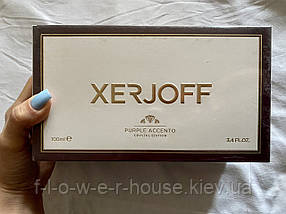 XERJOFF
PURPLE ACCENTO
100ml e
3.4 FL.OZ.
f-l-o-w-e-r-house.kiev.ua